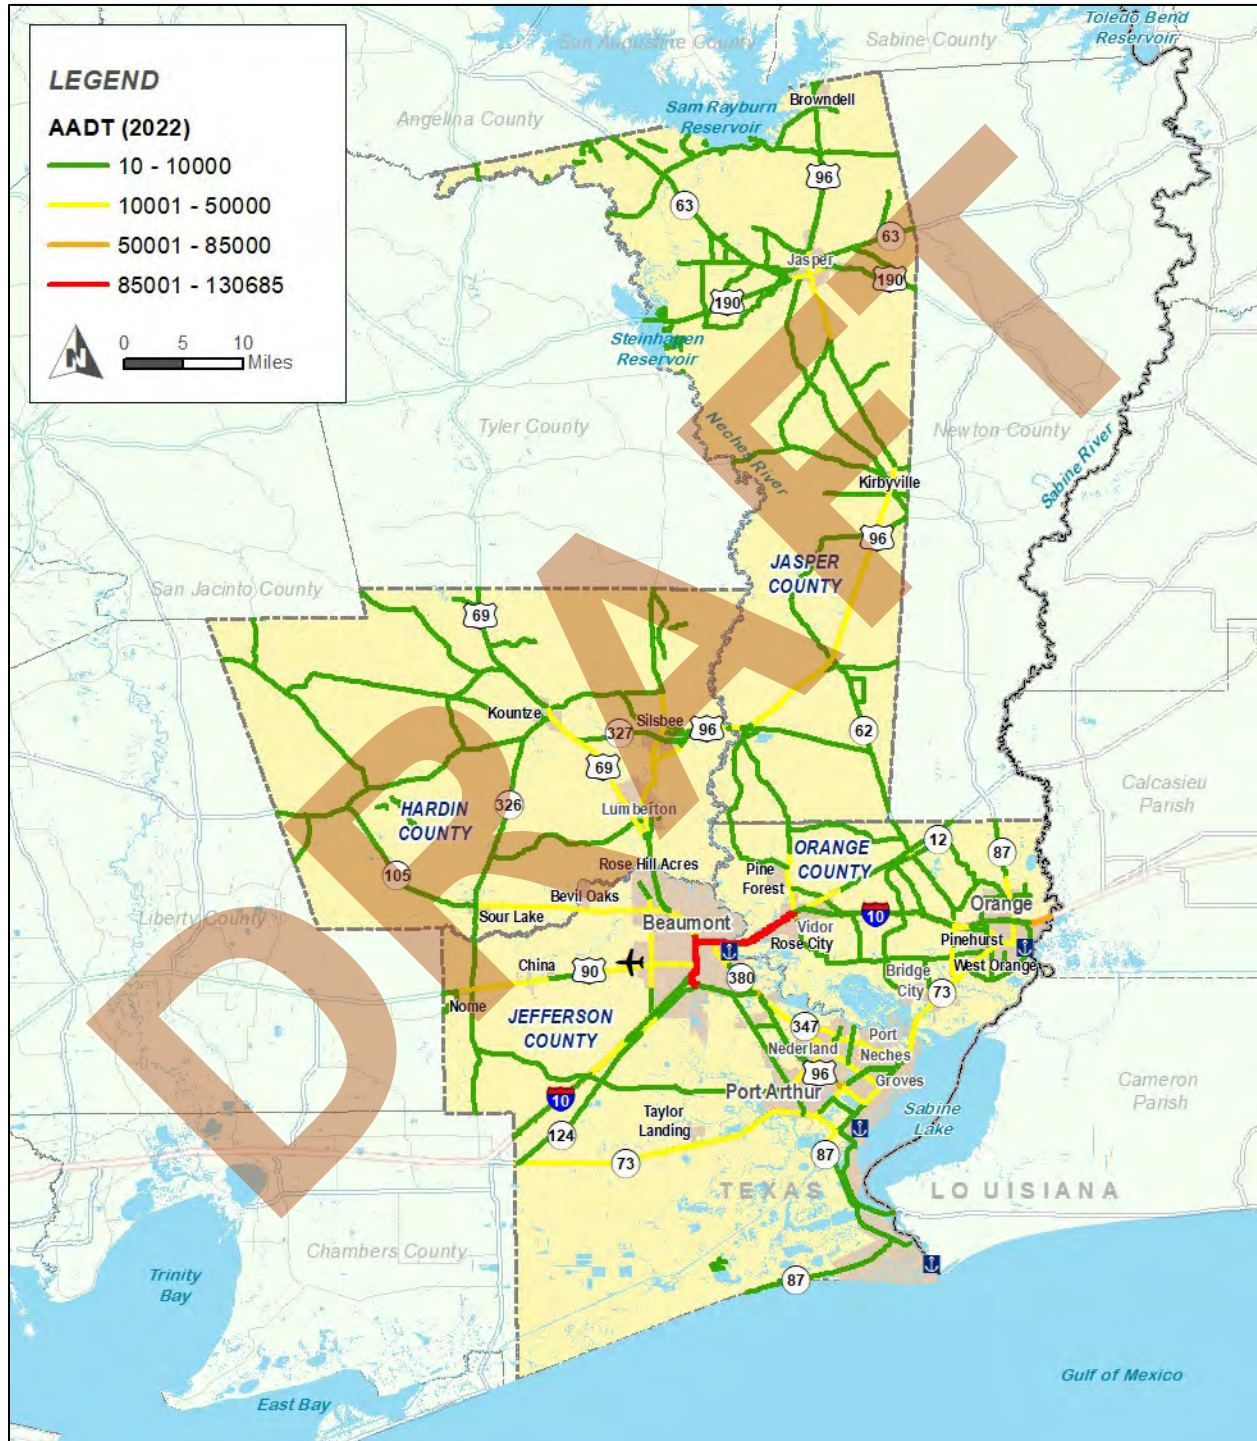 LEGEND
AADT (2022)
10 - 10000
10001 - 50000
50001 - 85000
85001 - 130685
N
0 5 10
Miles
Toledo Bend
Reservoir
San Augustine County
Sabine County
Angelina County
Sam Rayburn
Reservoir
Browndell
96
63
63
Jasper
190
190
Steinhagen
Reservoir
Tyler County
Neches River
Newton County
Sabine River
Kirbyville
96
JASPER
COUNTY
San Jacinto County
69
Kountze
327
Silsbee
96
62
69
Calcasieu
Parish
HARDIN
COUNTY
326
Lumberton
ORANGE
COUNTY
12
87
105
Rose Hill Acres
Pine
Forest
Bevil Oaks
Orange
Liberty County
Sour Lake
Beaumont
Vidor
10
Rose City
Pinehurst
West Orange
China
90
380
Bridge
City
73
Nome
JEFFERSON
COUNTY
347
Port
Neches
Nederland
96
Groves
Port Arthur
Cameron
Parish
10
124
Taylor
Landing
Sabine
Lake
87
73
TEXAS
LOUISIANA
Chambers County
Trinity
Bay
87
East Bay
Gulf of Mexico
DRAFT